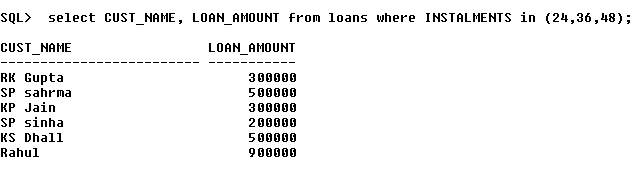 SQL>  select CUST_NAME, LOAN_AMOUNT from loans where INSTALMENTS in (24,36,48);
CUST_NAME                 LOAN_AMOUNT
------------------------- -----------
RK Gupta                       300000
SP sahrma                      500000
KP Jain                        300000
SP sinha                       200000
KS Dhall                       500000
Rahul                          900000